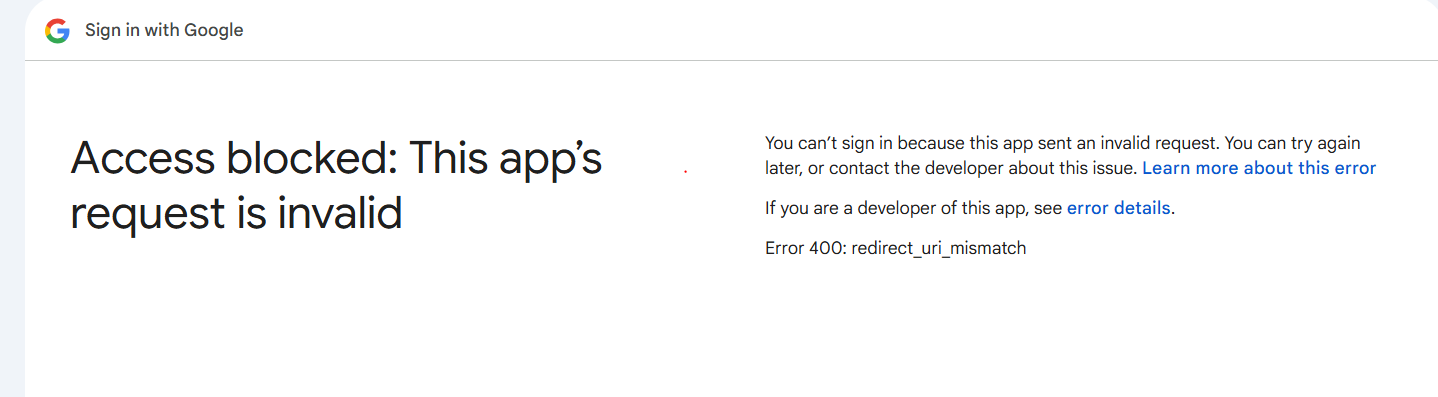 Sign in with Google
Access blocked: This app’s
request is invalid
You can’t sign in because this app sent an invalid request. You can try again
later, or contact the developer about this issue. Learn more about this error
If you are a developer of this app, see error details.
Error 400: redirect_uri_mismatch